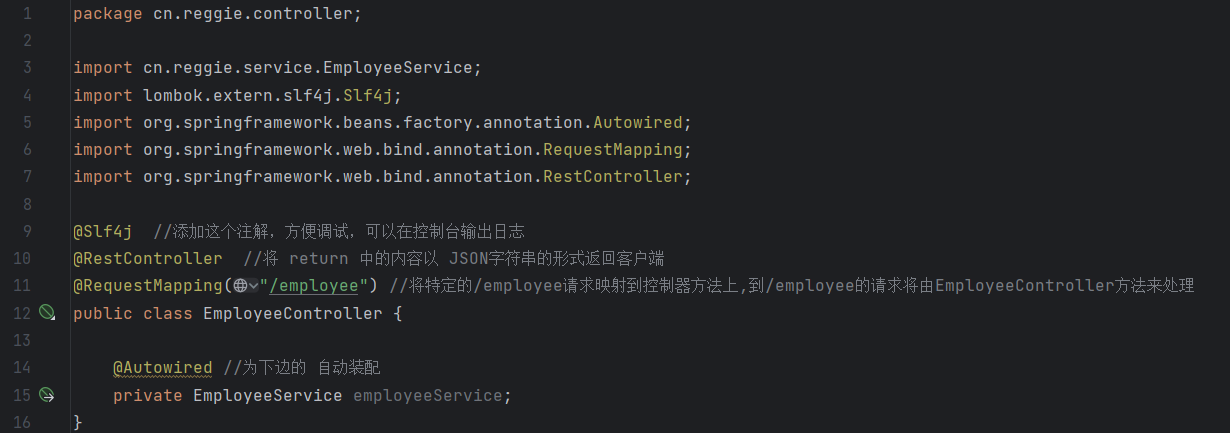 1 package cn.reggie.controller;
2
3 import cn.reggie.service.EmployeeService;
4 import lombok.extern.slf4j.Slf4j;
5 import org.springframework.beans.factory.annotation.Autowired;
6 import org.springframework.web.bind.annotation.RequestMapping;
7 import org.springframework.web.bind.annotation.RestController;
8
9 @Slf4j  //添加这个注解，方便调试，可以在控制台输出日志
10 @RestController  //将 return 中的内容以 JSON字符串的形式返回客户端
11 @RequestMapping("/employee") //将特定的/employee请求映射到控制器方法上,到/employee的请求将由EmployeeController方法来处理
12 public class EmployeeController {
13
14     @Autowired //为下边的 自动装配
15     private EmployeeService employeeService;
16 }